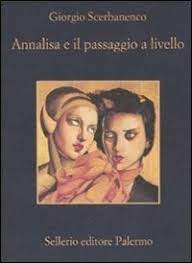 Giorgio Scerbanenco
Annalisa e il passaggio a livello
Sellerio editore Palermo